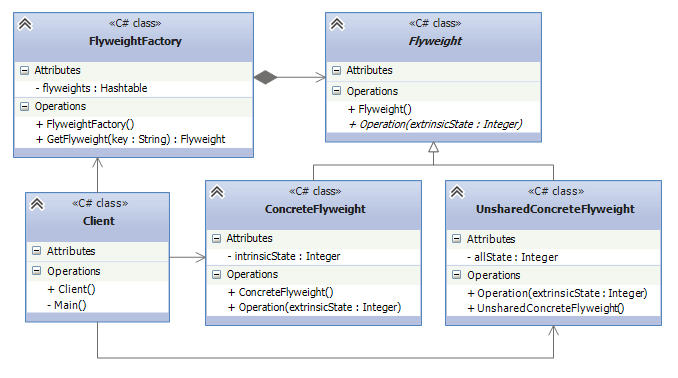 «C# class»
FlyweightFactory
Attributes
- flyweights : Hashtable
Operations
+ FlyweightFactory()
+ GetFlyweight(key : String) : Flyweight
«C# class»
Flyweight
Attributes
Operations
+ Flyweight()
+ Operation(extrinsicState : Integer)
«C# class»
Client
Attributes
Operations
+ Client()
- Main()
«C# class»
ConcreteFlyweight
Attributes
- intrinsicState : Integer
Operations
+ ConcreteFlyweight()
+ Operation(extrinsicState : Integer)
«C# class»
UnsharedConcreteFlyweight
Attributes
- allState : Integer
Operations
+ Operation(extrinsicState : Integer)
+ UnsharedConcreteFlyweight()